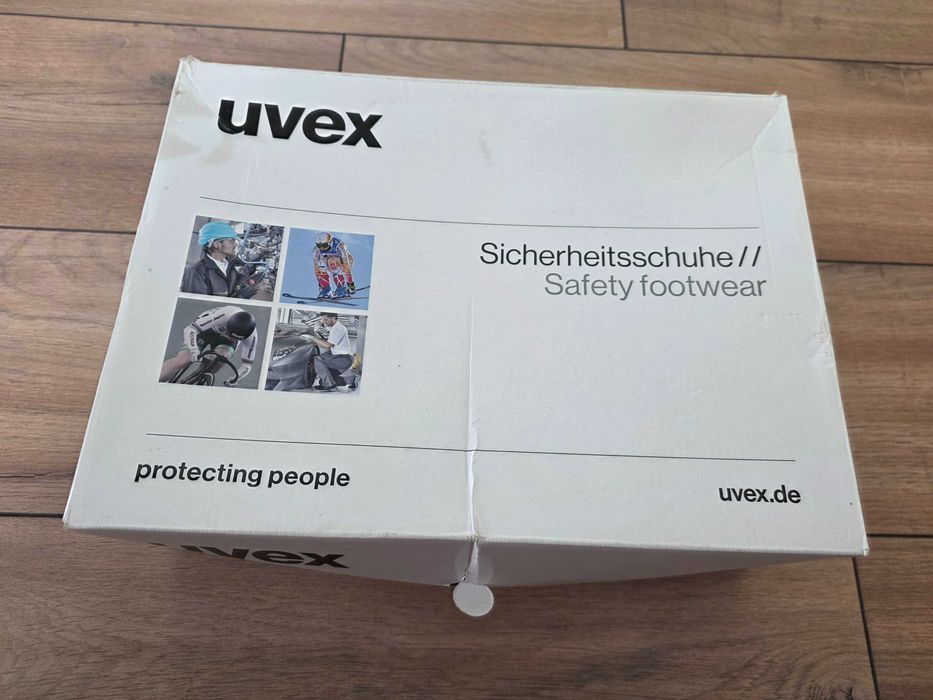 uvex
Sicherheitsschuhe //
Safety footwear
protecting people
uvex.de
uvex